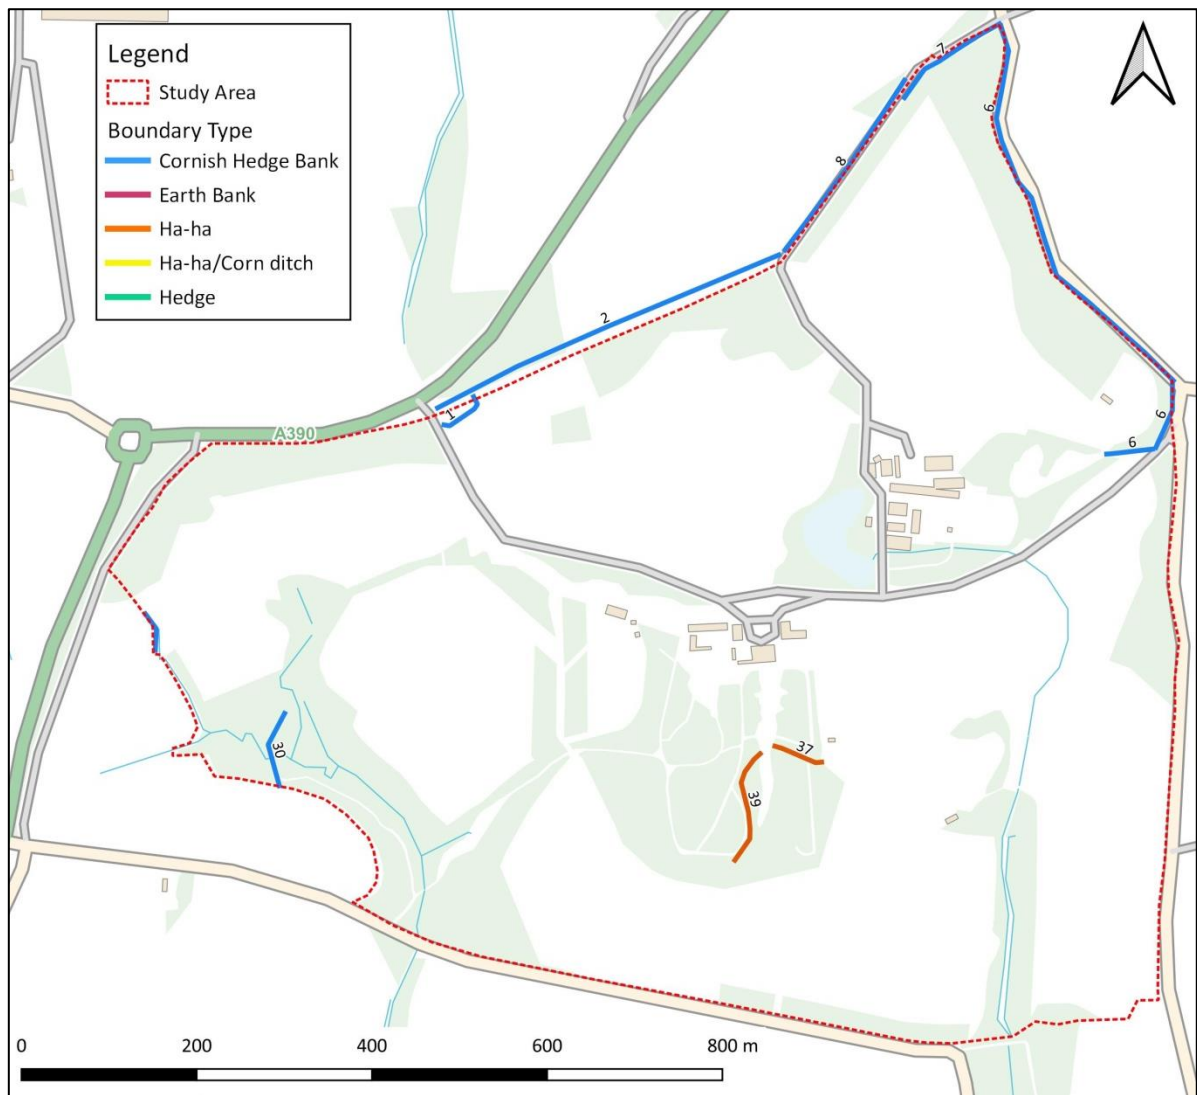 Legend
Study Area
Boundary Type
Cornish Hedge Bank
Earth Bank
Ha-ha
Ha-ha/Corn ditch
Hedge
7
6
8
2
1
A390
6
6
30
37
39
0 200 400 600 800 m